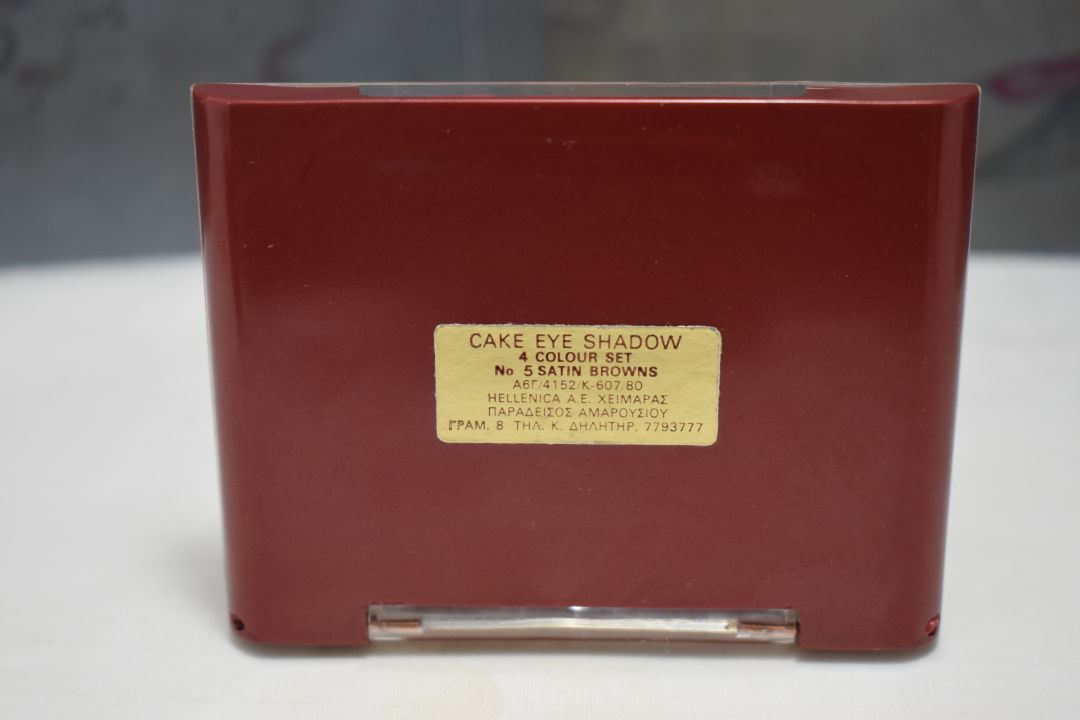 CAKE EYE SHADOW
4 COLOUR SET
No 5 SATIN BROWNS
Α6Γ/4152/Κ-607/80
HELLENICA A.E. ΧΕΙΜΑΡΑΣ
ΠΑΡΑΔΕΙΣΟΣ ΑΜΑΡΟΥΣΙΟΥ
ΓΡΑΜ. 8 ΤΗΛ. Κ. ΔΗΛΗΤΗΡ. 7793777